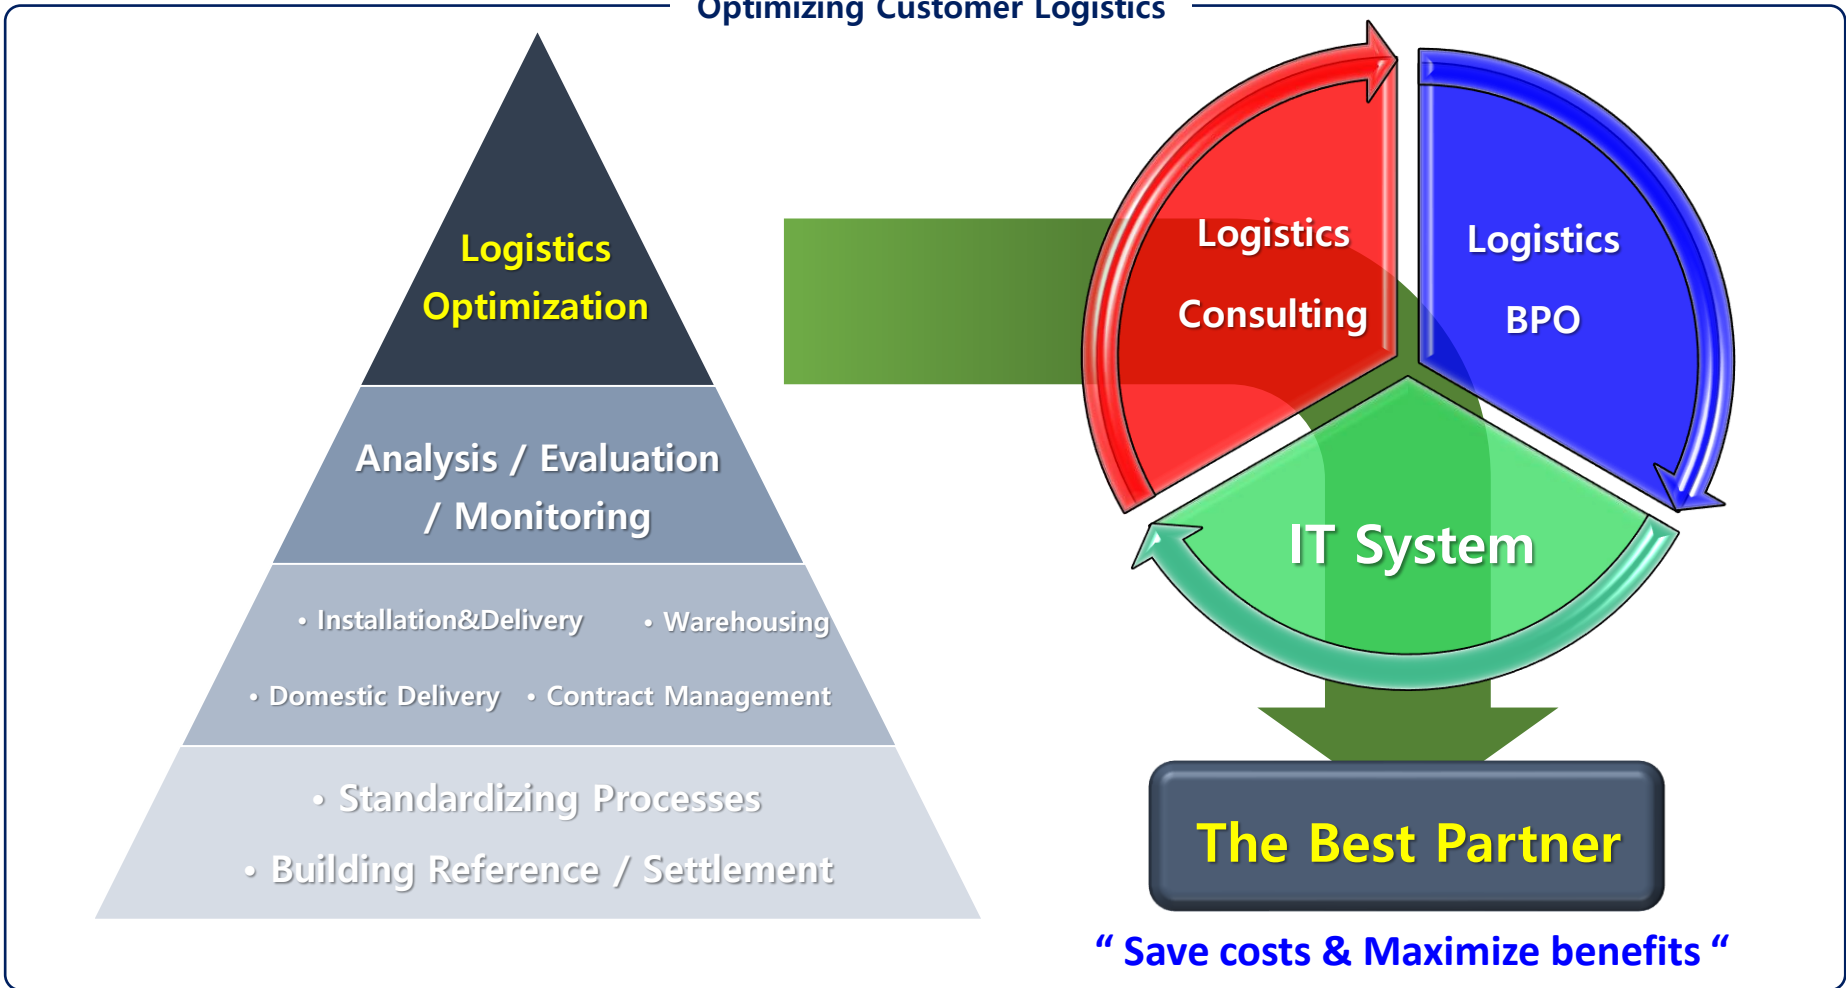 Optimizing Customer Logistics
Logistics
Optimization
Analysis / Evaluation
/ Monitoring
• Installation&Delivery • Warehousing
• Domestic Delivery • Contract Management
• Standardizing Processes
• Building Reference / Settlement
Logistics
Consulting
Logistics
BPO
IT System
The Best Partner
“ Save costs & Maximize benefits “